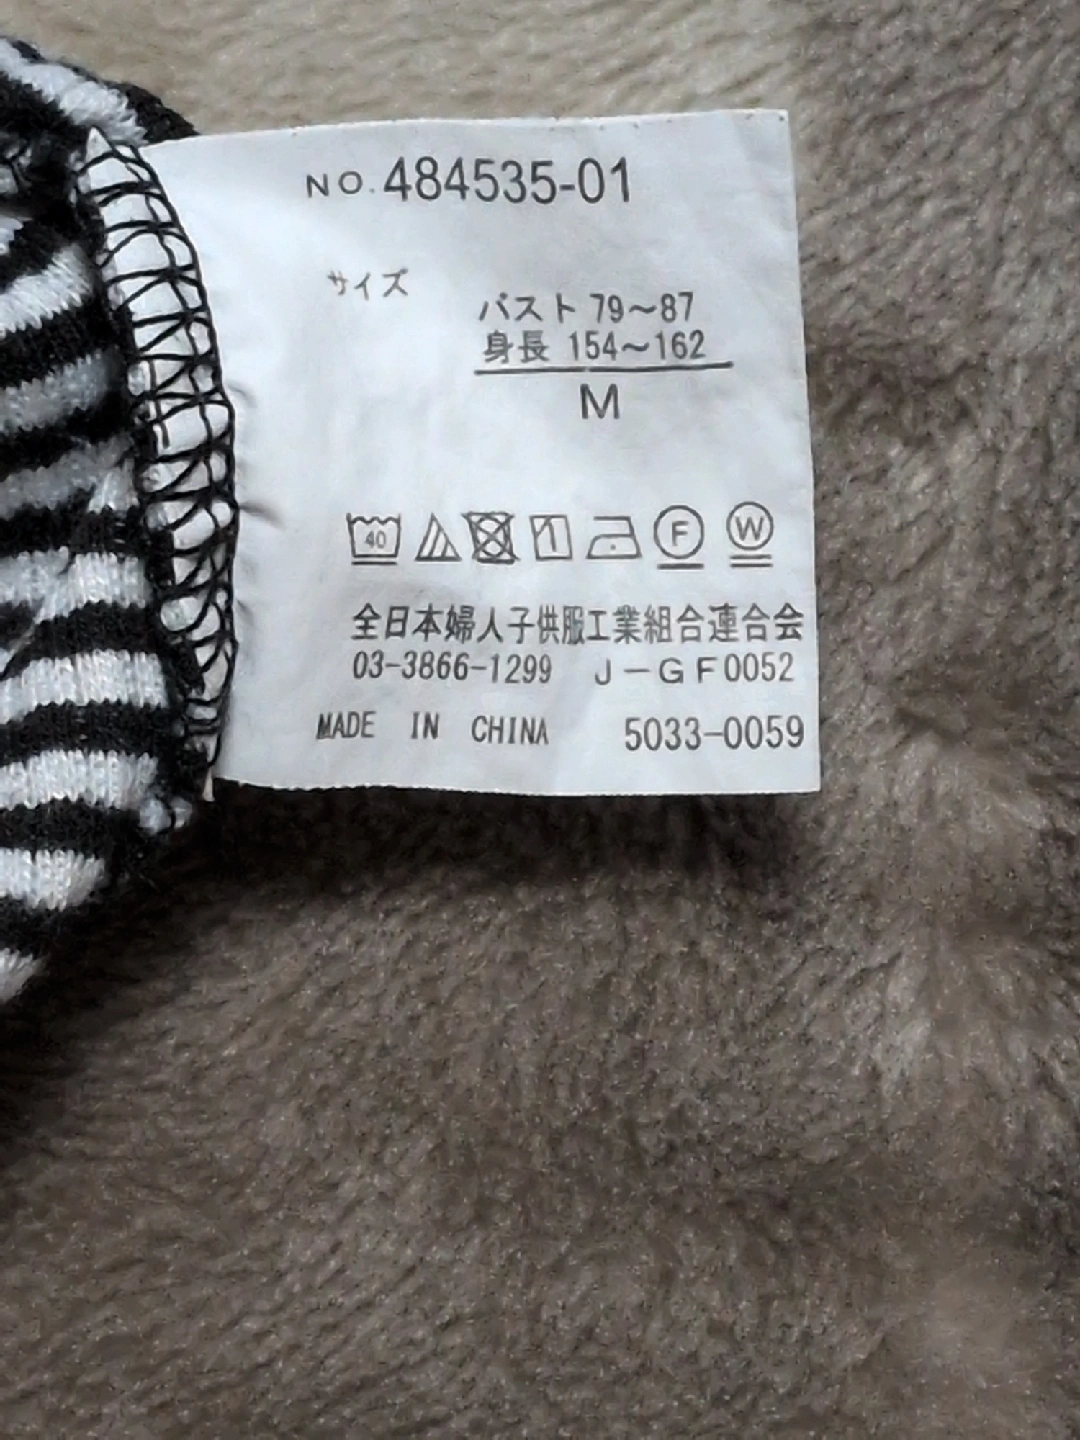 NO.484535-01
サイズ
バスト 79～87
身長 154～162
M
40 F W
全日本婦人子供服工業組合連合会
03-3866-1299 J-GF0052
MADE IN CHINA 5033-0059